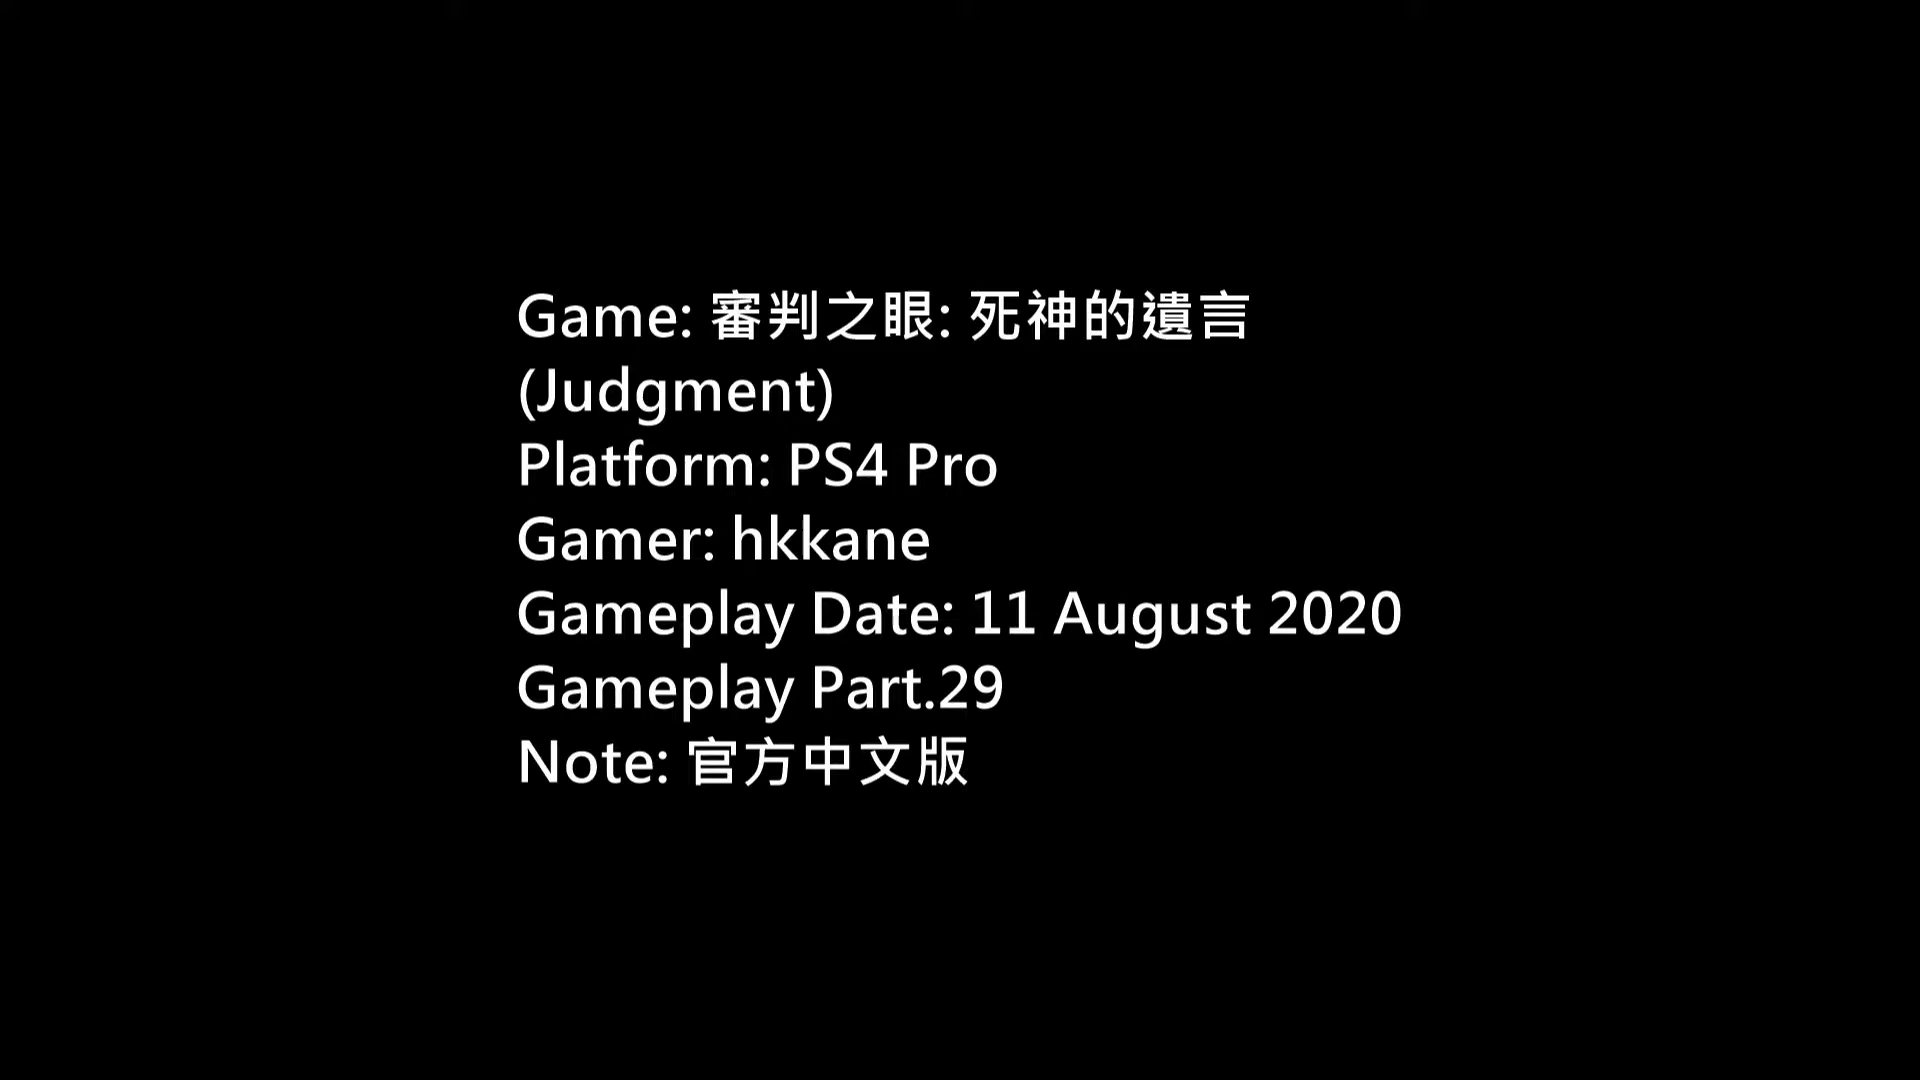 Game: 審判之眼: 死神的遺言
(Judgment)
Platform: PS4 Pro
Gamer: hkkane
Gameplay Date: 11 August 2020
Gameplay Part.29
Note: 官方中文版